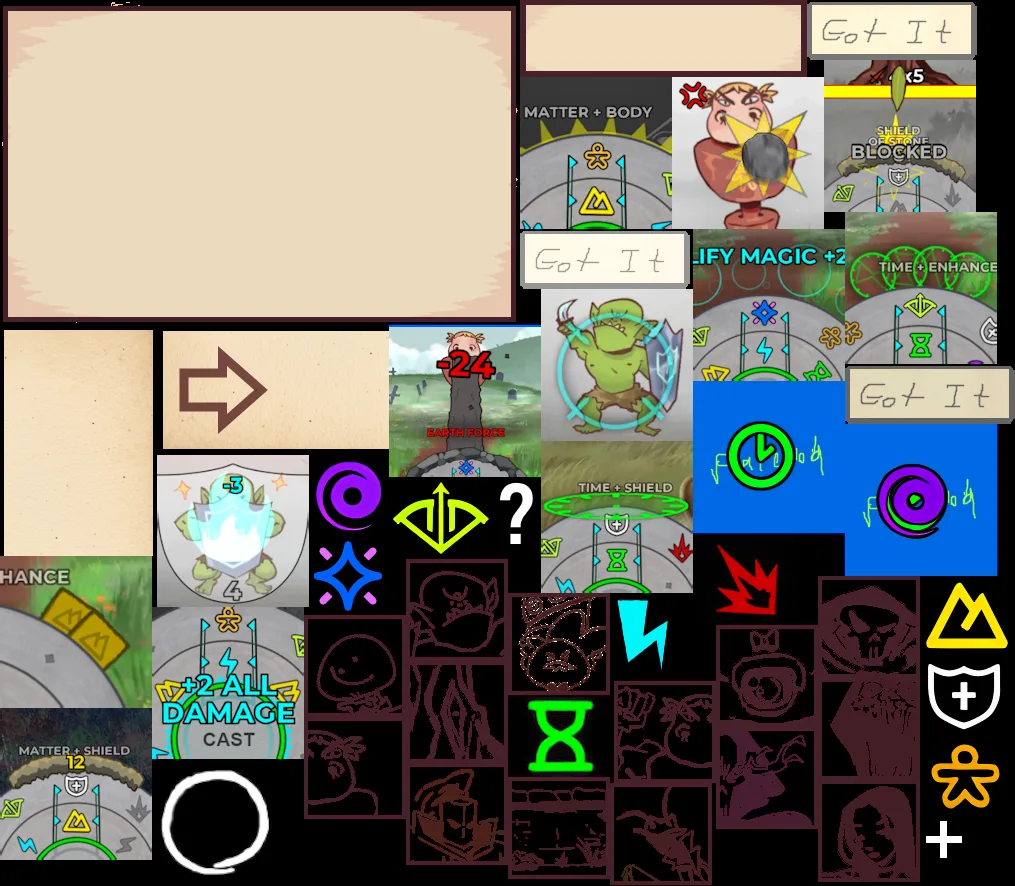 Got It
x5
MATTER + BODY
SHIELD
OF STONE
BLOCKED
Got It
LIFY MAGIC +2
TIME + ENHANCE
-24
EARTH FORCE
Got It
-3
4
TIME + SHIELD
?
HANCE
+2 ALL
DAMAGE
CAST
MATTER + SHIELD
12
+